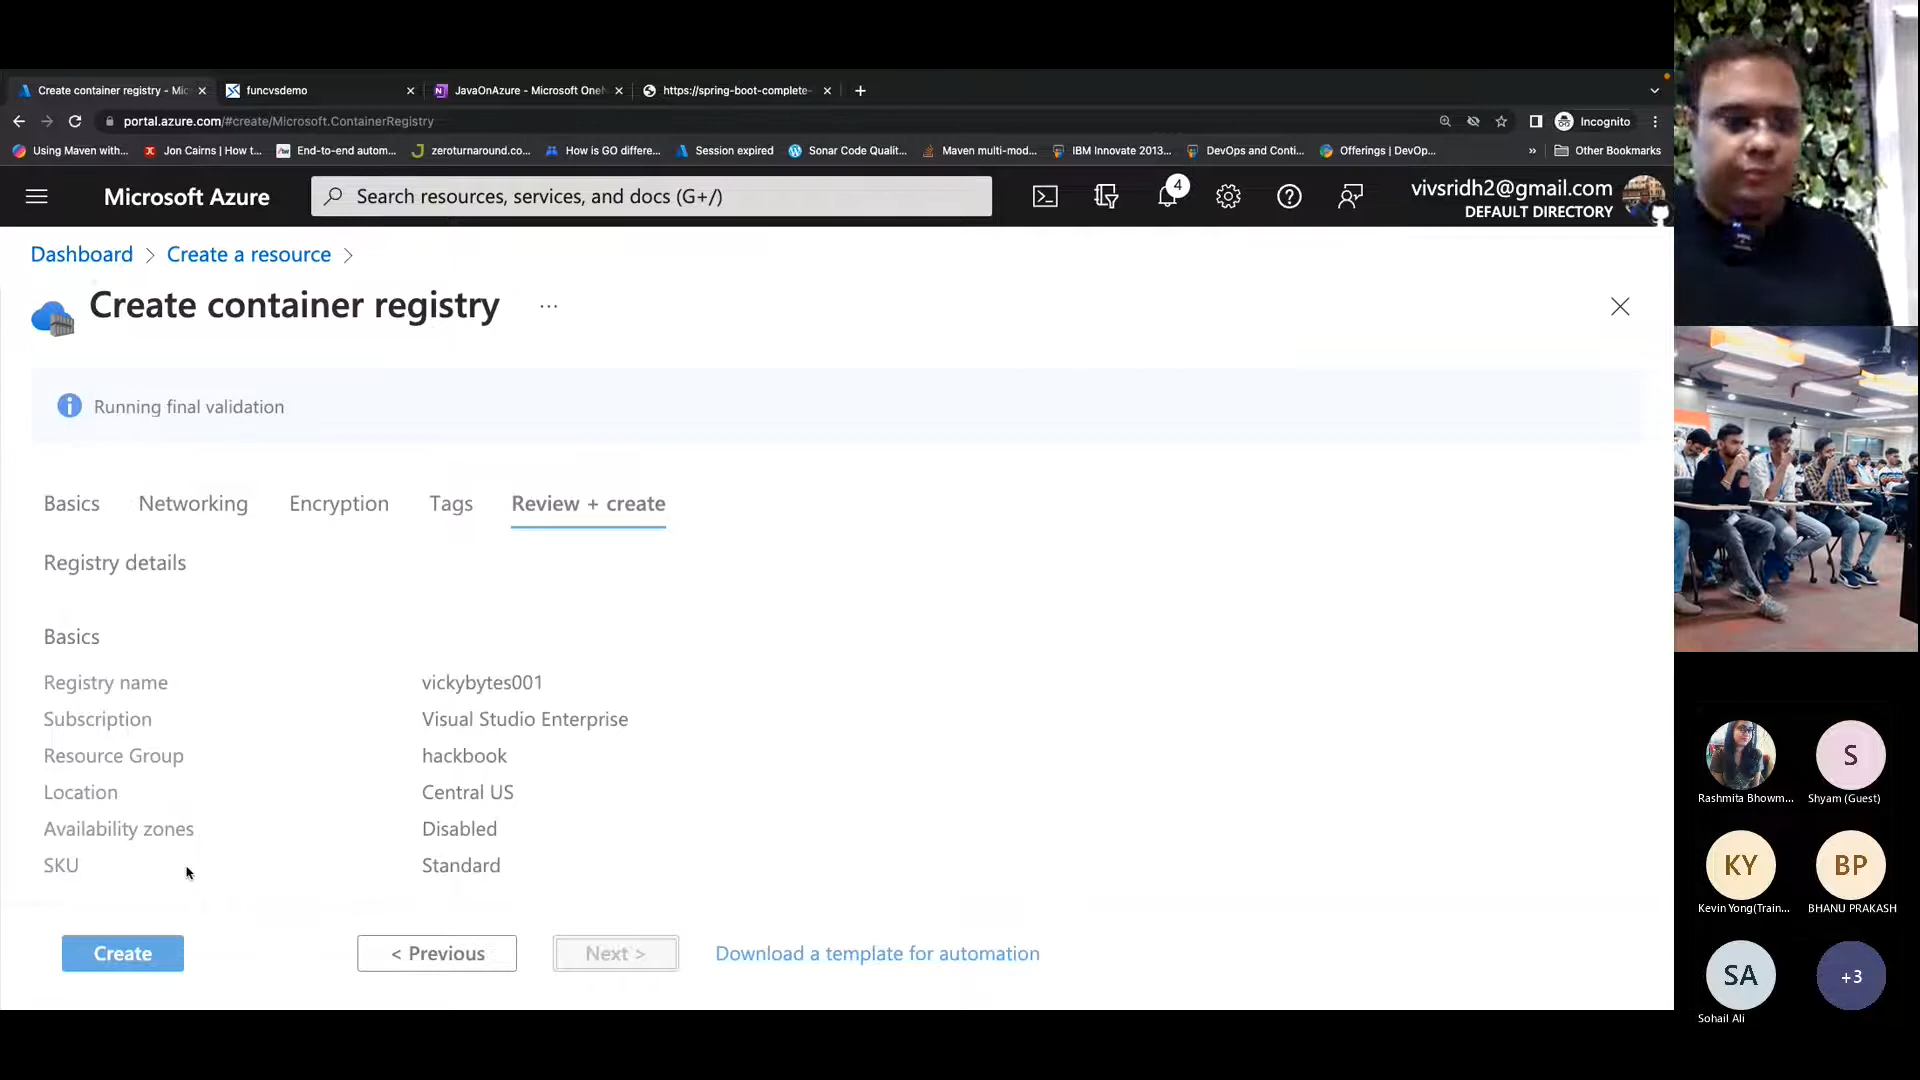 Create container registry - Mic
funcvsdemo
JavaOnAzure - Microsoft OneN
https://spring-boot-complete-
portal.azure.com/#create/Microsoft.ContainerRegistry
Incognito
Using Maven with...
Jon Cairns | How t...
End-to-end autom...
zeroturnaround.co...
How is GO differe...
Session expired
Sonar Code Qualit...
Maven multi-mod...
IBM Innovate 2013...
DevOps and Conti...
Offerings | DevOp...
»
Other Bookmarks
Microsoft Azure
Search resources, services, and docs (G+/)
4
vivsridh2@gmail.com
DEFAULT DIRECTORY
Dashboard > Create a resource >
Create container registry ...
Running final validation
Basics Networking Encryption Tags Review + create
Registry details
Basics
Registry name vickybytes001
Subscription Visual Studio Enterprise
Resource Group hackbook
Location Central US
Availability zones Disabled
SKU Standard
Create < Previous Next > Download a template for automation
S
Rashmita Bhowm... Shyam (Guest)
KY BP
Kevin Yong(Train... BHANU PRAKASH
SA +3
Sohail Ali